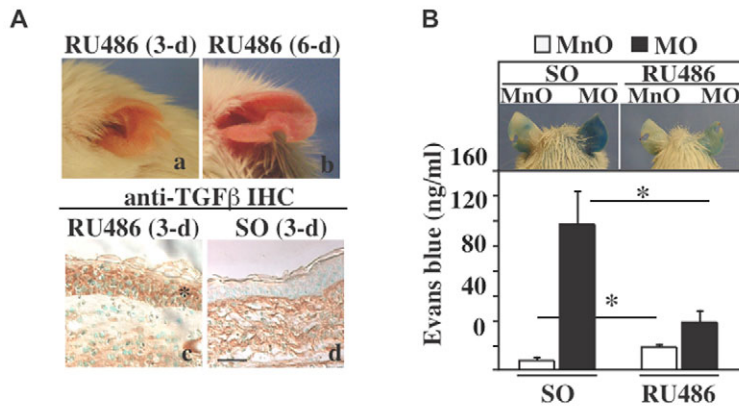 A
RU486 (3-d) RU486 (6-d)
a b
anti-TGFβ IHC
RU486 (3-d) SO (3-d)
*
c d
B
MnO MO
SO RU486
MnO MO MnO MO
Evans blue (ng/ml)
160
120
80
40
0
*
*
SO RU486